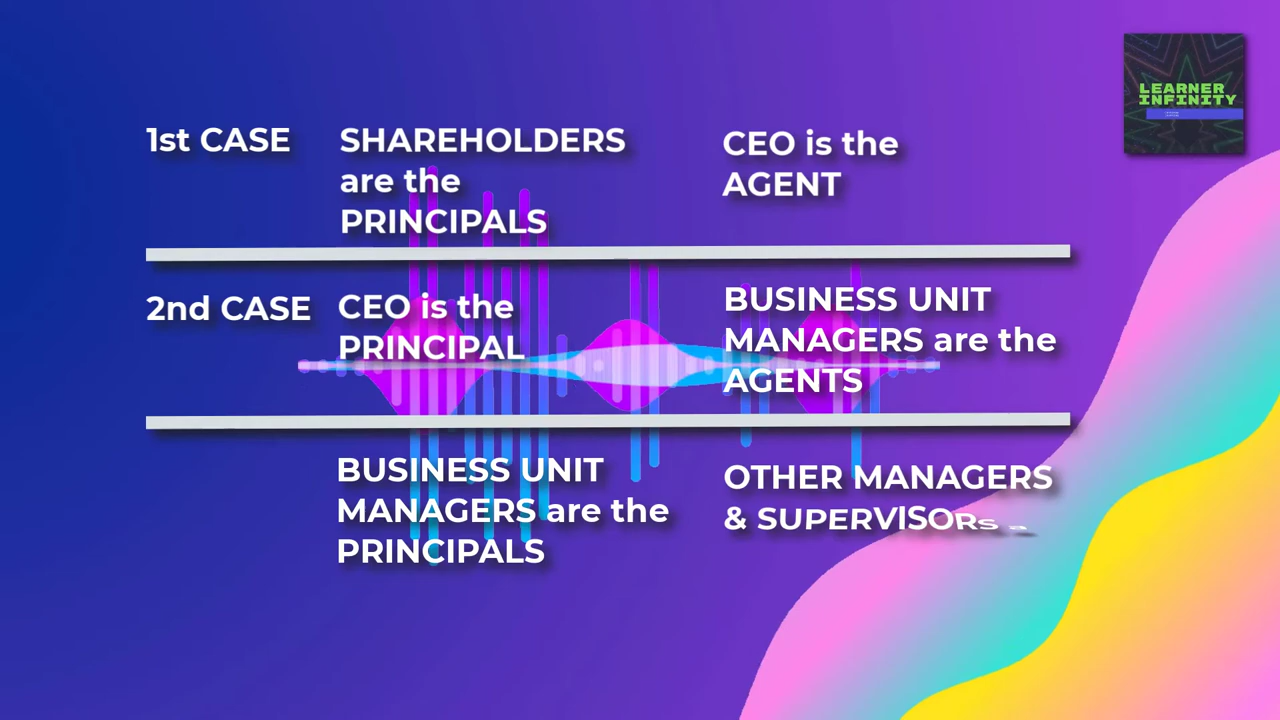 LEARNER
INFINITY
1st CASE
SHAREHOLDERS
are the
PRINCIPALS
CEO is the
AGENT
2nd CASE
CEO is the
PRINCIPAL
BUSINESS UNIT
MANAGERS are the
AGENTS
BUSINESS UNIT
MANAGERS are the
PRINCIPALS
OTHER MANAGERS
& SUPERVISORs